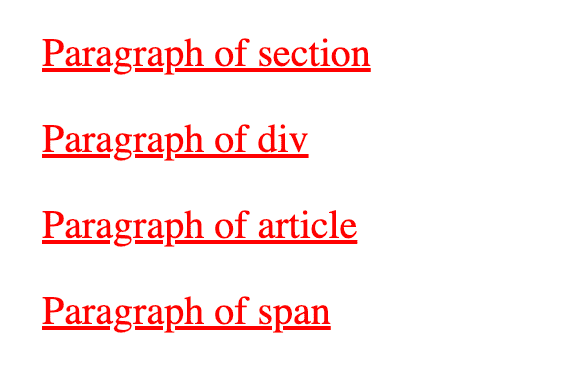 Paragraph of section
Paragraph of div
Paragraph of article
Paragraph of span